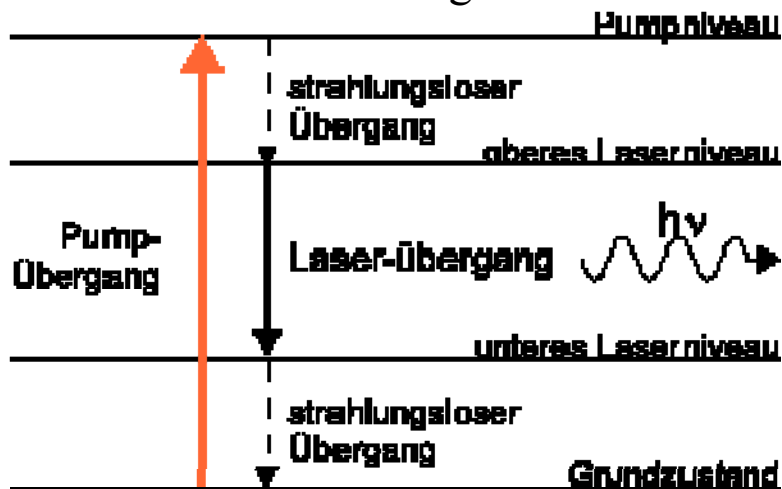 Pumpniveau
strahlungsloser
Übergang
oberes Laserniveau
Pump-
Übergang
Laser-übergang
hν
unteres Laserniveau
strahlungsloser
Übergang
Grundzustand